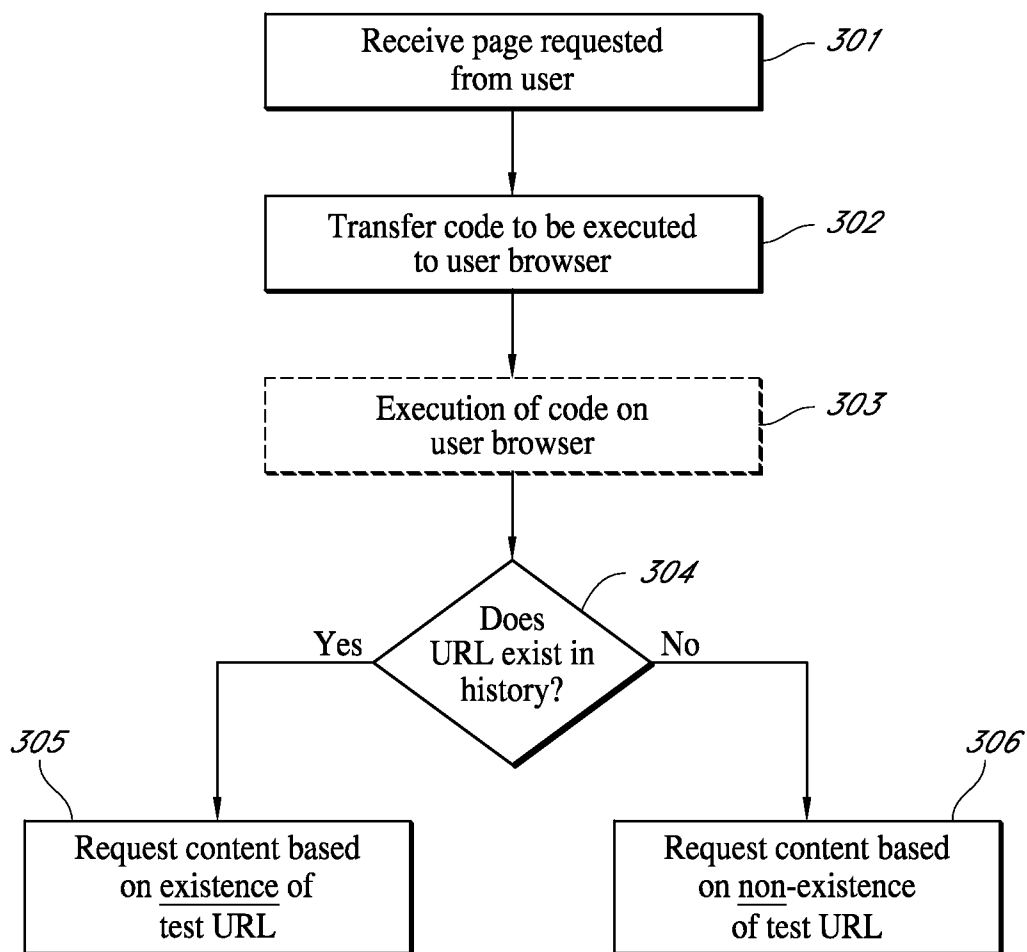 Receive page requested
from user
301
Transfer code to be executed
to user browser
302
Execution of code on
user browser
303
304
Does
URL exist in
history?
Yes
No
305
Request content based
on existence of
test URL
306
Request content based
on non-existence
of test URL